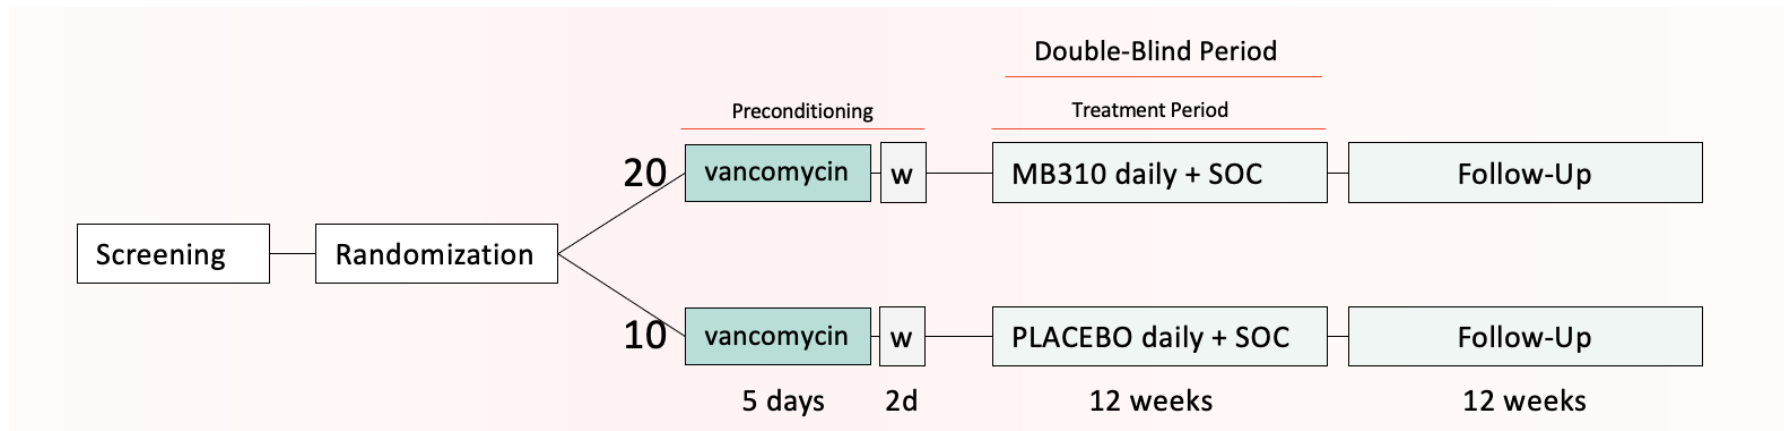 Double-Blind Period
Preconditioning
Treatment Period
20
vancomycin
w
MB310 daily + SOC
Follow-Up
Screening
Randomization
10
vancomycin
w
PLACEBO daily + SOC
Follow-Up
5 days
2d
12 weeks
12 weeks